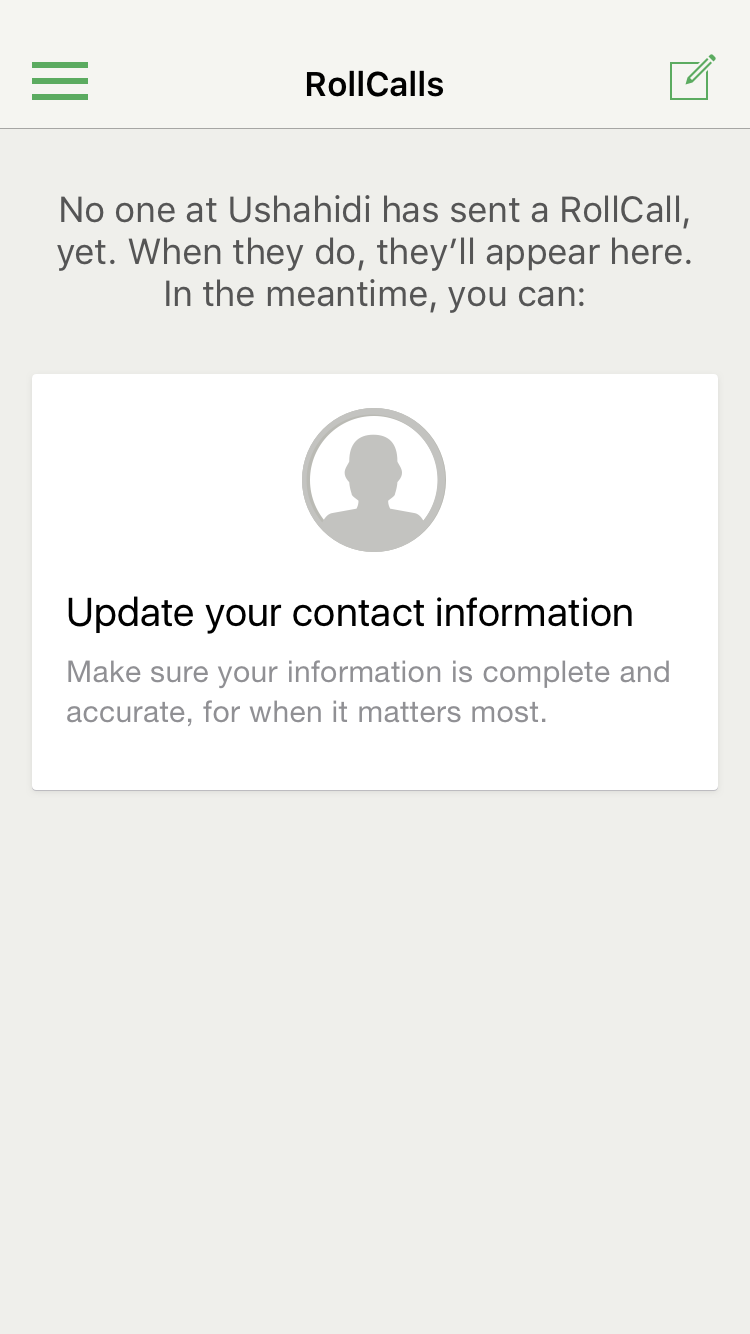 RollCalls
No one at Ushahidi has sent a RollCall,
yet. When they do, they’ll appear here.
In the meantime, you can:
Update your contact information
Make sure your information is complete and
accurate, for when it matters most.